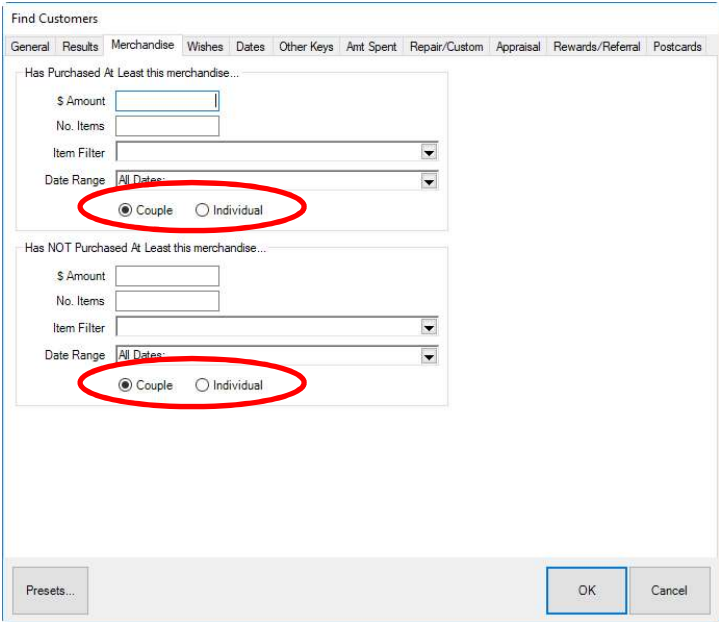 Find Customers
General Results Merchandise Wishes Dates Other Keys Amt Spent Repair/Custom Appraisal Rewards/Referral Postcards
Has Purchased At Least this merchandise...
$ Amount
No. Items
Item Filter
Date Range All Dates:
Couple Individual
Has NOT Purchased At Least this merchandise...
$ Amount
No. Items
Item Filter
Date Range All Dates:
Couple Individual
Presets... OK Cancel